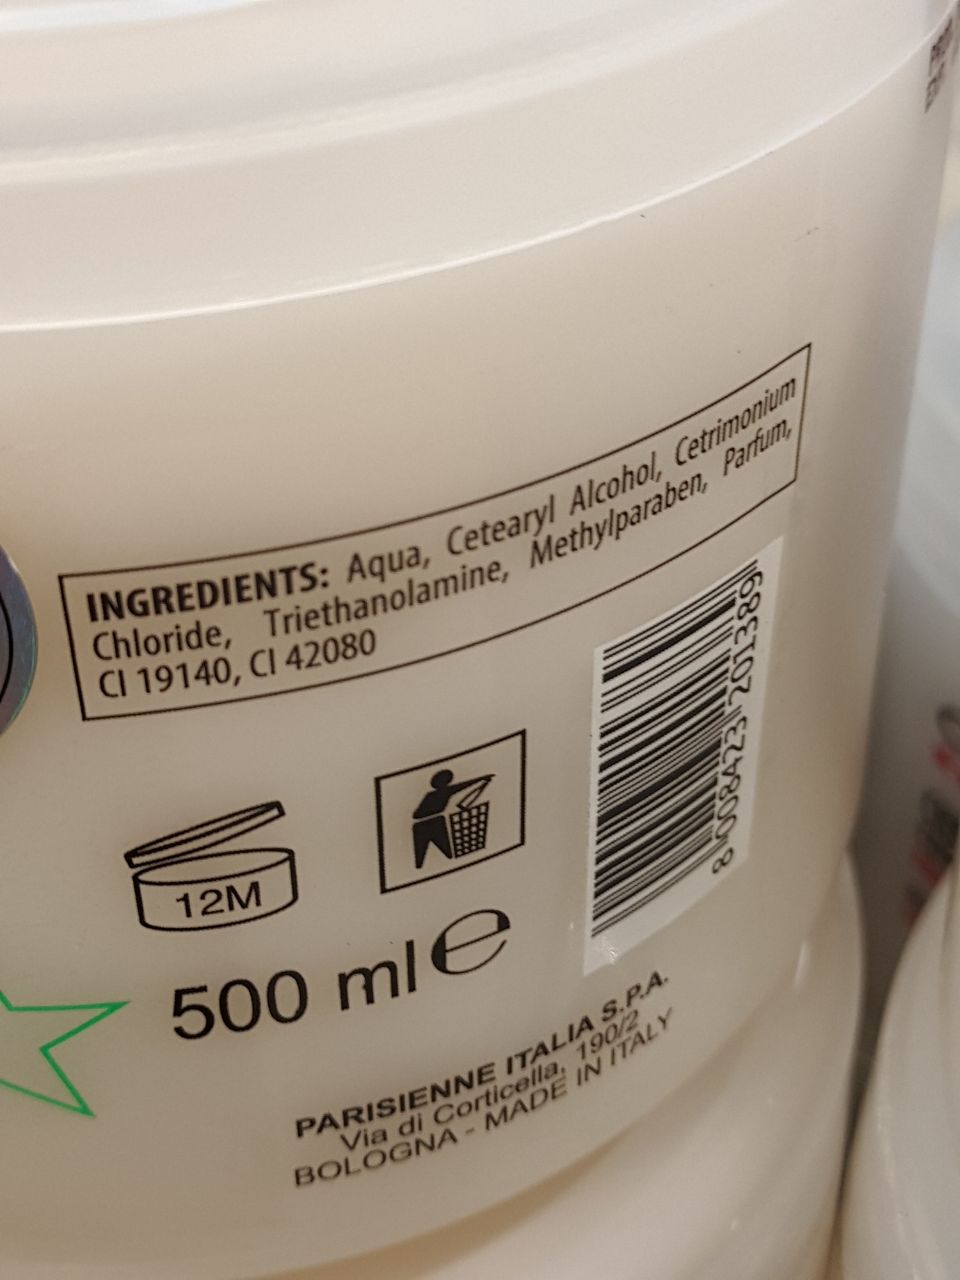 INGREDIENTS: Aqua, Cetearyl Alcohol, Cetrimonium
Chloride, Triethanolamine, Methylparaben, Parfum,
CI 19140, CI 42080
12M
500 ml e
8 008423 201389
PARISIENNE ITALIA S.P.A.
Via di Corticella, 190/2
BOLOGNA - MADE IN ITALY